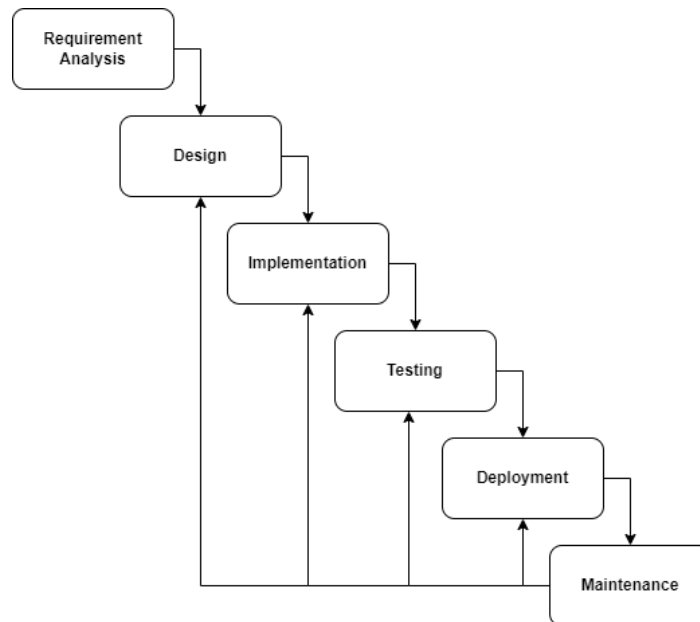 Requirement
Analysis
Design
Implementation
Testing
Deployment
Maintenance